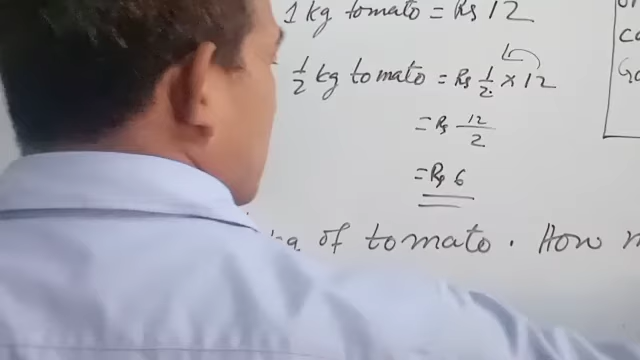 1 kg tomato = Rs 12
1/2 kg tomato = Rs 1/2 × 12
= Rs 12/2
= Rs 6
of tomato. How